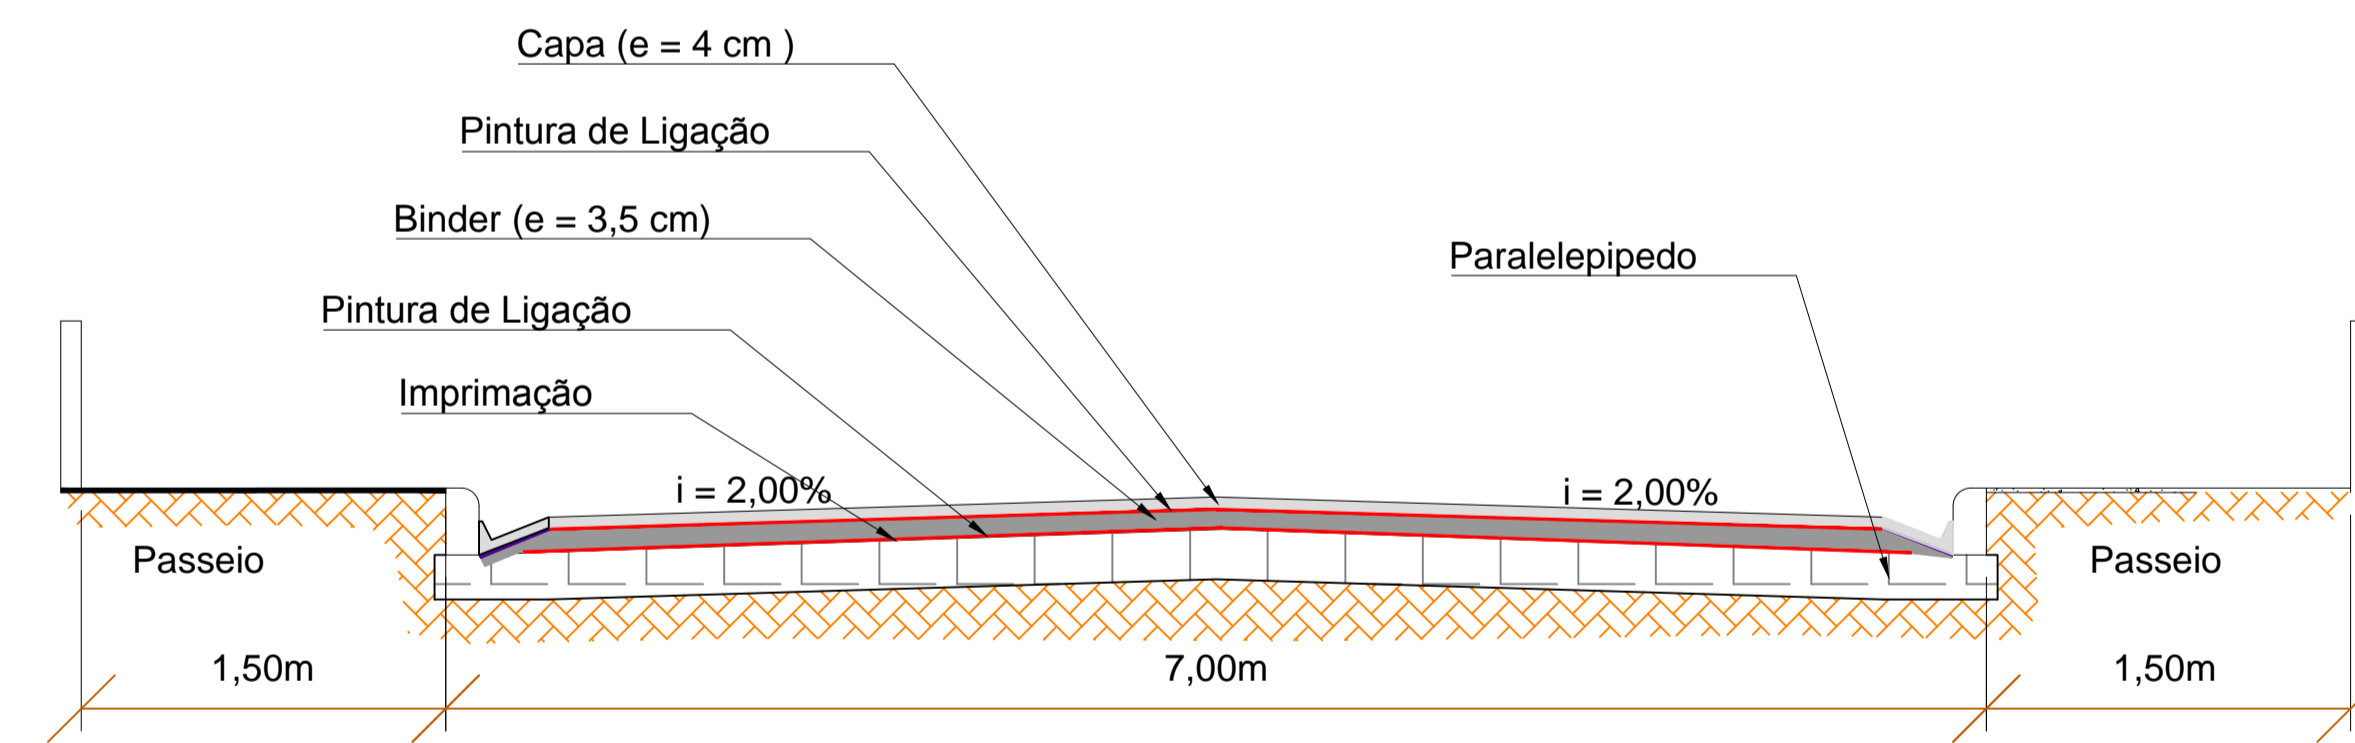 Capa (e = 4 cm )
Pintura de Ligação
Binder (e = 3,5 cm)
Paralelepipedo
Pintura de Ligação
Imprimação
i = 2,00%
i = 2,00%
Passeio
Passeio
1,50m
7,00m
1,50m